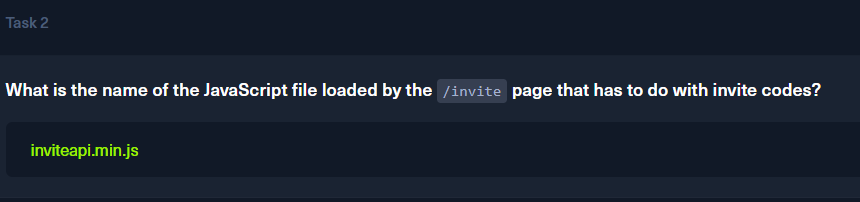 Task 2
What is the name of the JavaScript file loaded by the /invite page that has to do with invite codes?
inviteapi.min.js